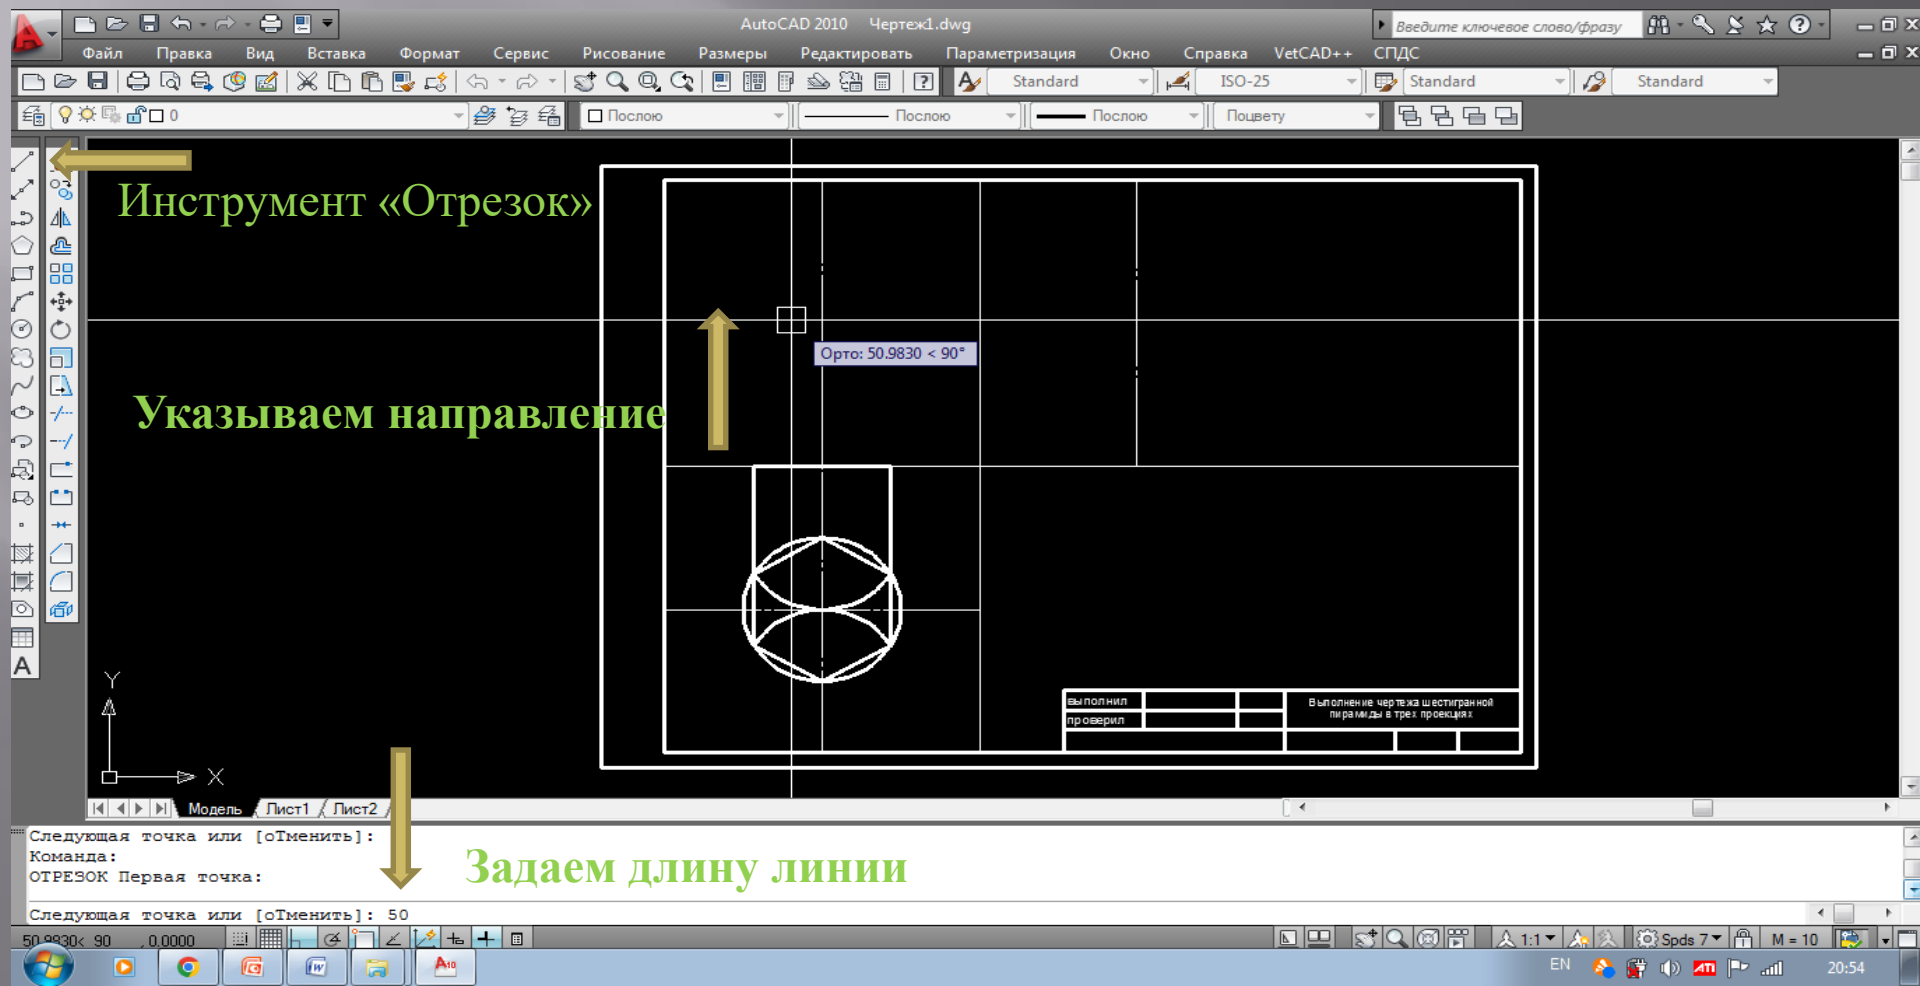 AutoCAD 2010 Чертеж1.dwg
Введите ключевое слово/фразу
Файл Правка Вид Вставка Формат Сервис Рисование Размеры Редактировать Параметризация Окно Справка VetCAD++ СПДС
Standard ISO-25 Standard Standard
0 Послою Послою Послою Поцвету
Инструмент «Отрезок»
Орто: 50.9830 < 90°
Указываем направление
выполнил
проверил
Выполнение чертежа шестигранной
пирамиды в трех проекциях
Y
X
Модель Лист1 Лист2
Следующая точка или [оТменить]:
Команда:
ОТРЕЗОК Первая точка:
Задаем длину линии
Следующая точка или [оТменить]: 50
50.9830< 90 , 0.0000
1:1 Spds 7 М = 10
EN ATI 20:54